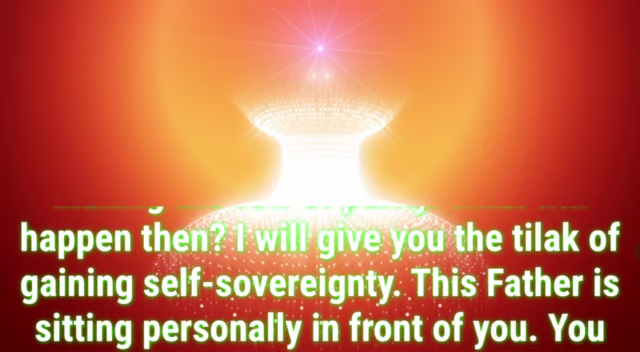 happen then? I will give you the tilak of
gaining self-sovereignty. This Father is
sitting personally in front of you. You